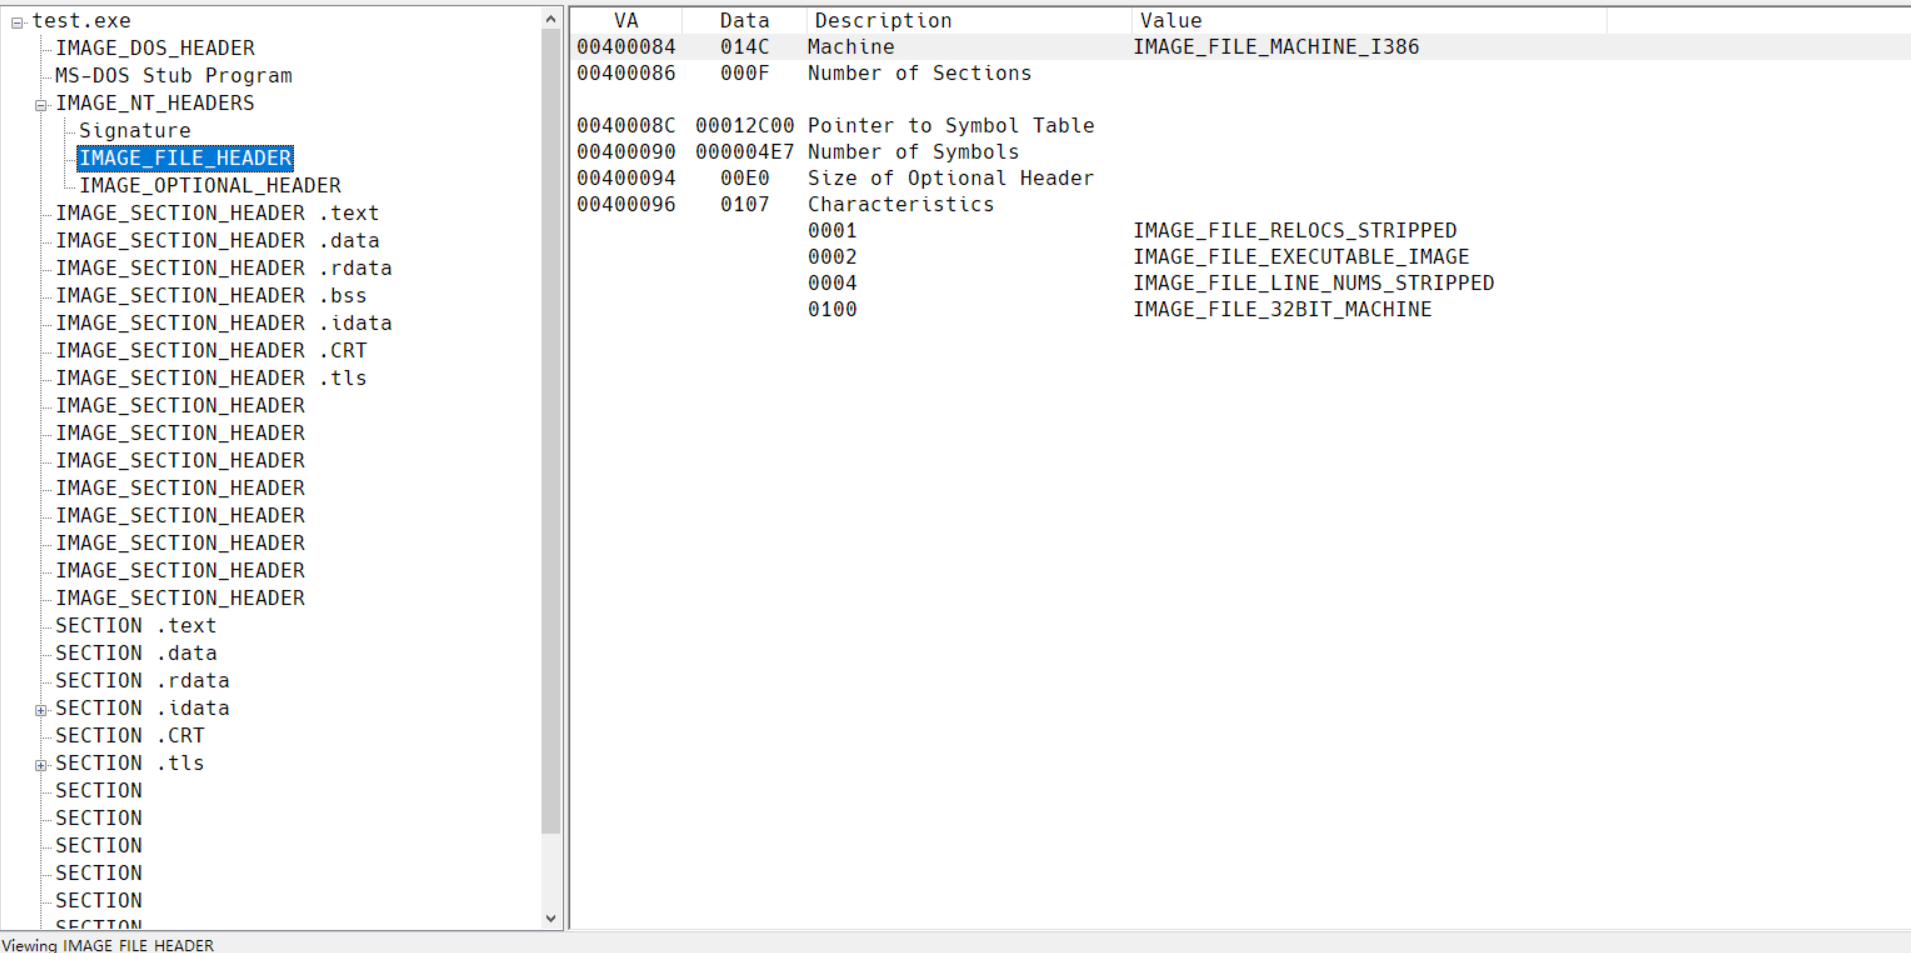 test.exe
IMAGE_DOS_HEADER
MS-DOS Stub Program
IMAGE_NT_HEADERS
Signature
IMAGE_FILE_HEADER
IMAGE_OPTIONAL_HEADER
IMAGE_SECTION_HEADER .text
IMAGE_SECTION_HEADER .data
IMAGE_SECTION_HEADER .rdata
IMAGE_SECTION_HEADER .bss
IMAGE_SECTION_HEADER .idata
IMAGE_SECTION_HEADER .CRT
IMAGE_SECTION_HEADER .tls
IMAGE_SECTION_HEADER
IMAGE_SECTION_HEADER
IMAGE_SECTION_HEADER
IMAGE_SECTION_HEADER
IMAGE_SECTION_HEADER
IMAGE_SECTION_HEADER
IMAGE_SECTION_HEADER
IMAGE_SECTION_HEADER
SECTION .text
SECTION .data
SECTION .rdata
SECTION .idata
SECTION .CRT
SECTION .tls
SECTION
SECTION
SECTION
SECTION
SECTION
SECTION
VA Data Description Value
00400084 014C Machine IMAGE_FILE_MACHINE_I386
00400086 000F Number of Sections
0040008C 00012C00 Pointer to Symbol Table
00400090 000004E7 Number of Symbols
00400094 00E0 Size of Optional Header
00400096 0107 Characteristics
0001 IMAGE_FILE_RELOCS_STRIPPED
0002 IMAGE_FILE_EXECUTABLE_IMAGE
0004 IMAGE_FILE_LINE_NUMS_STRIPPED
0100 IMAGE_FILE_32BIT_MACHINE
Viewing IMAGE_FILE_HEADER